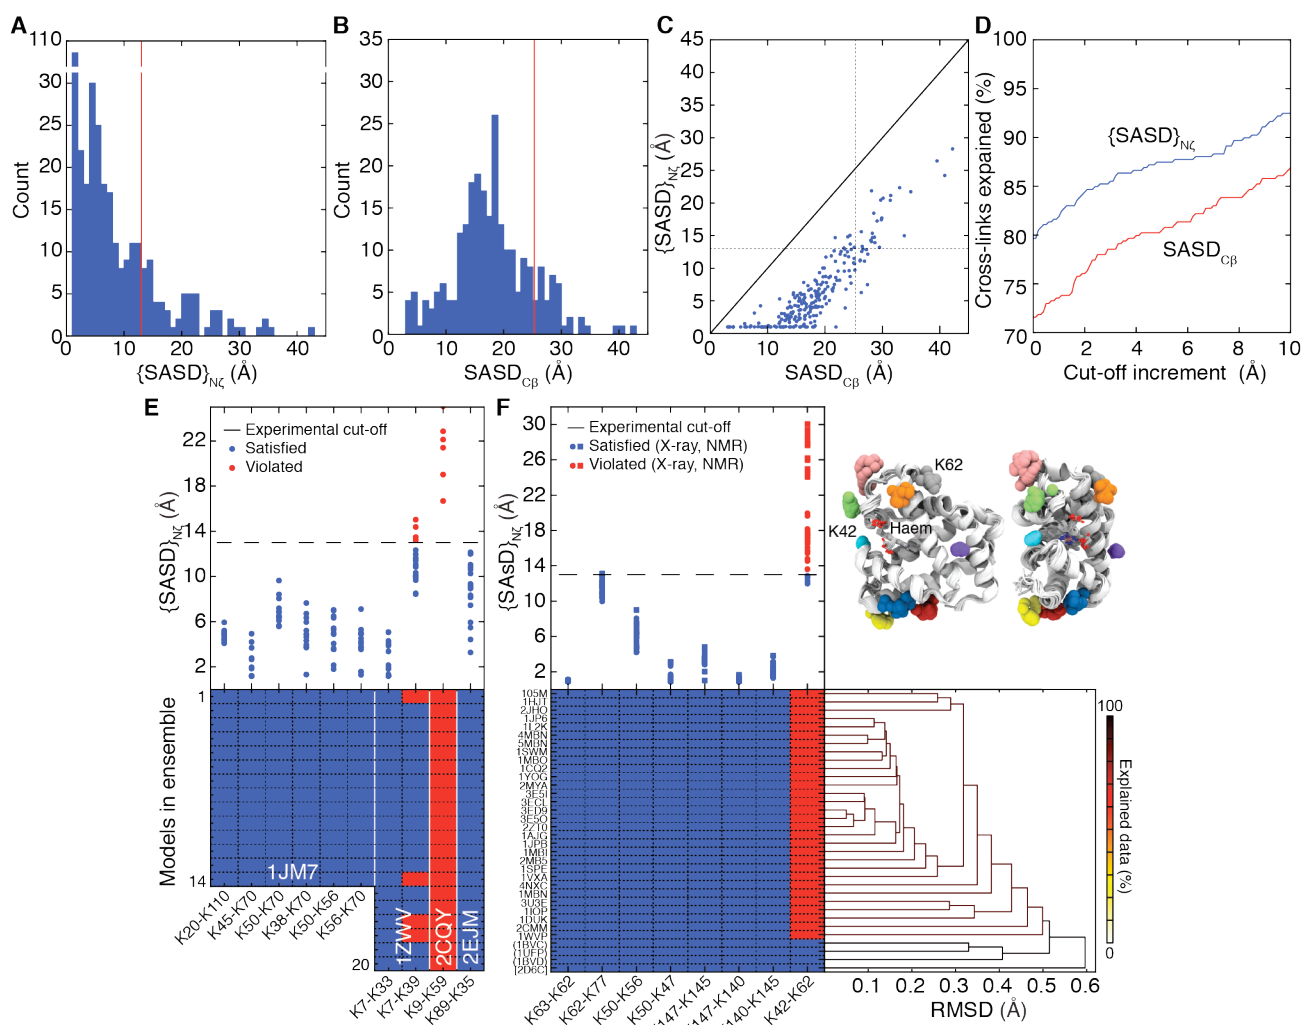 A
B
C
D
110
30
25
20
15
10
5
0
Count
0
10
20
30
40
{SASD}Nζ (Å)
35
30
25
20
15
10
5
0
Count
0
10
20
30
40
SASDCβ (Å)
45
40
35
30
25
20
15
10
5
0
{SASD}Nζ (Å)
0
10
20
30
40
SASDCβ (Å)
100
95
90
85
80
75
70
Cross-links expained (%)
{SASD}Nζ
SASDCβ
0
2
4
6
8
10
Cut-off increment (Å)
E
Experimental cut-off
Satisfied
Violated
22
18
14
10
6
2
{SASD}Nζ (Å)
1
14
20
Models in ensemble
1JM7
1ZWV
2CQY
2EJM
K20-K110
K45-K70
K50-K70
K38-K70
K50-K56
K56-K70
K7-K33
K7-K39
K9-K59
K89-K35
F
Experimental cut-off
Satisfied (X-ray, NMR)
Violated (X-ray, NMR)
30
26
22
18
14
10
6
2
{SAsD}Nζ (Å)
K62
K42
Haem
105M
1HJT
2JHO
1JP6
1L2K
4MBN
5MBN
1SWM
1MBO
1CQ2
1YOG
2MYA
3E5I
3ECL
3ED9
3E5O
2ZT0
1AJG
1JPB
1MBI
2MB5
1SPE
1VXA
4NXC
1MBN
3U3E
1IOP
1DUK
2CMM
1WVP
(1BVC)
(1UFP)
(1BVD)
[2D6C]
K63-K62
K62-K77
K50-K56
K50-K47
K147-K145
K147-K140
K140-K145
K42-K62
0.1
0.2
0.3
0.4
0.5
0.6
RMSD (Å)
100
0
Explained data (%)